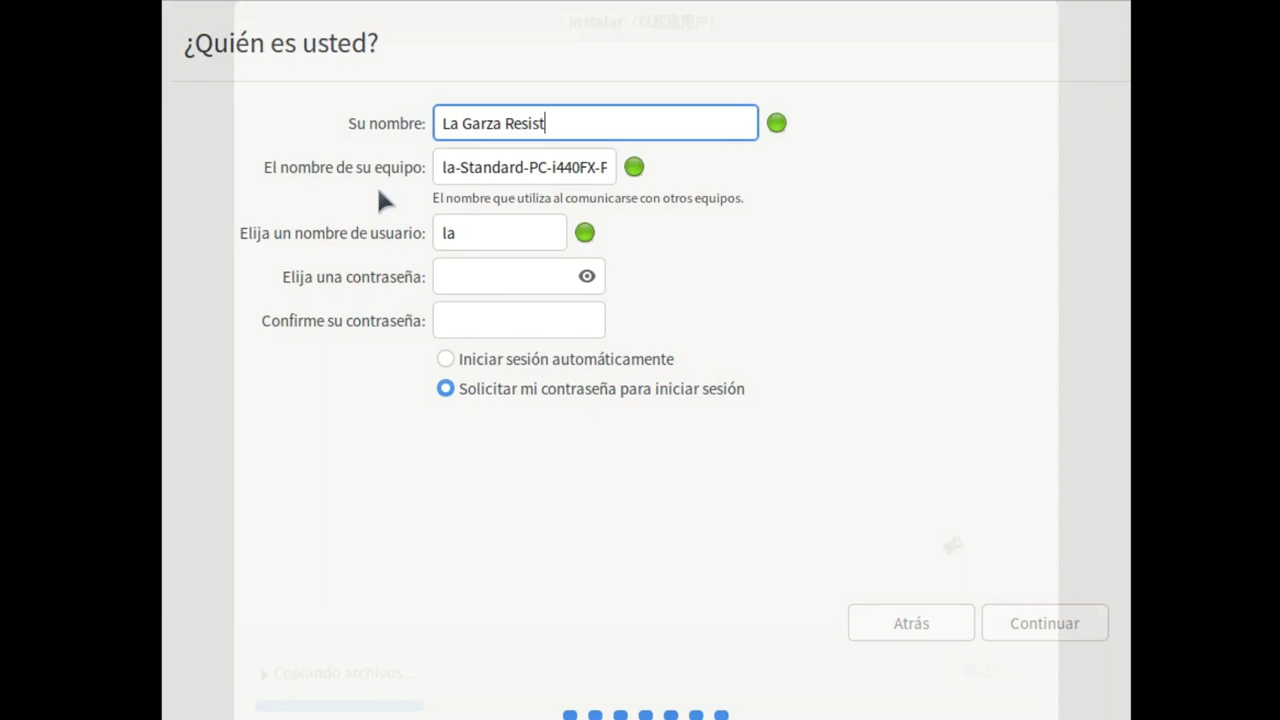 ¿Quién es usted?
Su nombre: La Garza Resist
El nombre de su equipo: la-Standard-PC-i440FX-F
El nombre que utiliza al comunicarse con otros equipos.
Elija un nombre de usuario: la
Elija una contraseña:
Confirme su contraseña:
Iniciar sesión automáticamente
Solicitar mi contraseña para iniciar sesión
Atrás Continuar
Copiando archivos...